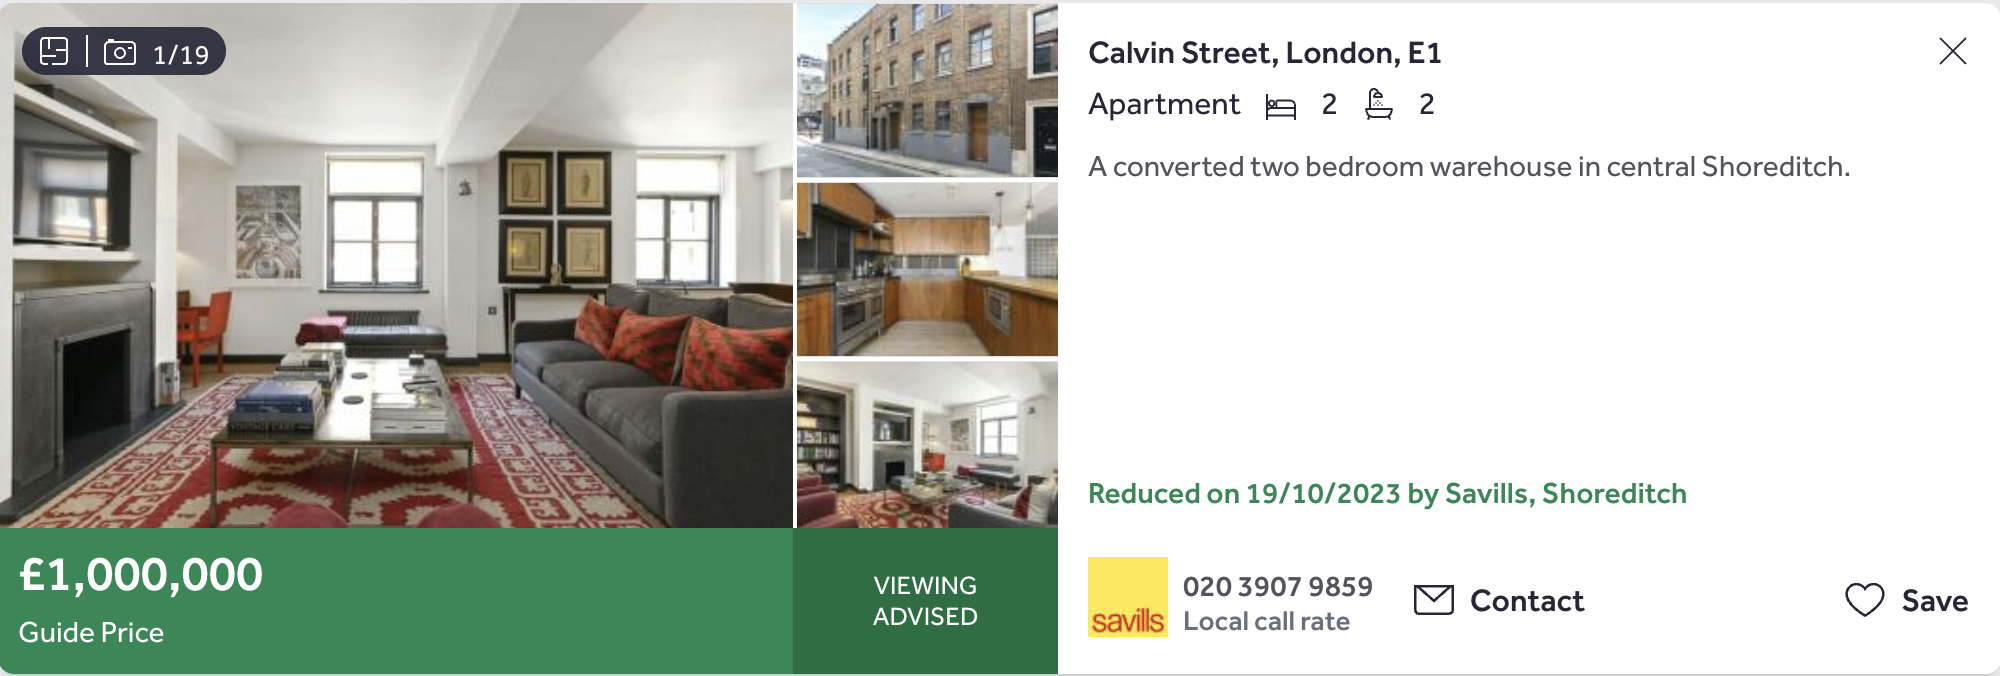 1/19
VINTAGE CARS
£1,000,000
Guide Price
VIEWING
ADVISED
Calvin Street, London, E1
Apartment 2 2
A converted two bedroom warehouse in central Shoreditch.
Reduced on 19/10/2023 by Savills, Shoreditch
savills
020 3907 9859
Local call rate
Contact
Save